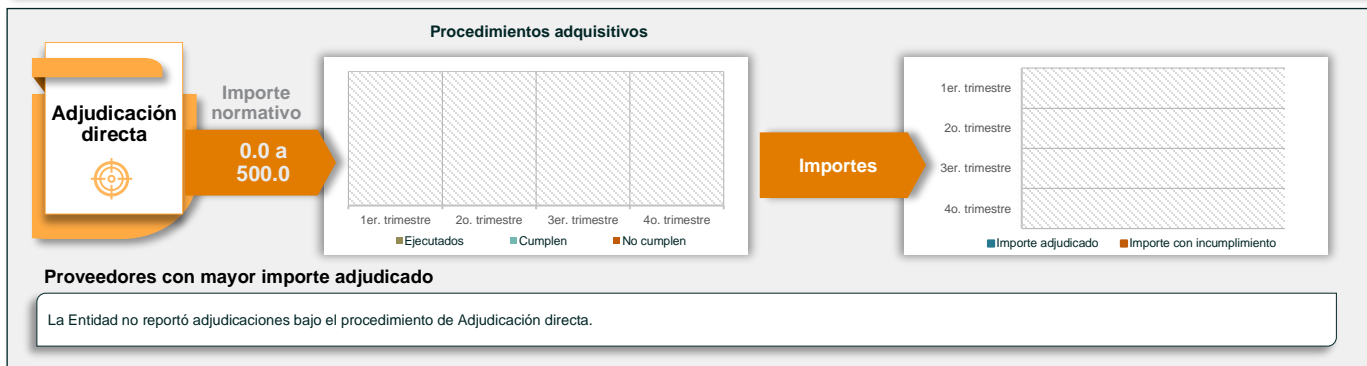 Procedimientos adquisitivos
Adjudicación
directa
Importe
normativo
0.0 a
500.0
1er. trimestre 2o. trimestre 3er. trimestre 4o. trimestre
Ejecutados Cumplen No cumplen
Importes
1er. trimestre
2o. trimestre
3er. trimestre
4o. trimestre
Importe adjudicado Importe con incumplimiento
Proveedores con mayor importe adjudicado
La Entidad no reportó adjudicaciones bajo el procedimiento de Adjudicación directa.